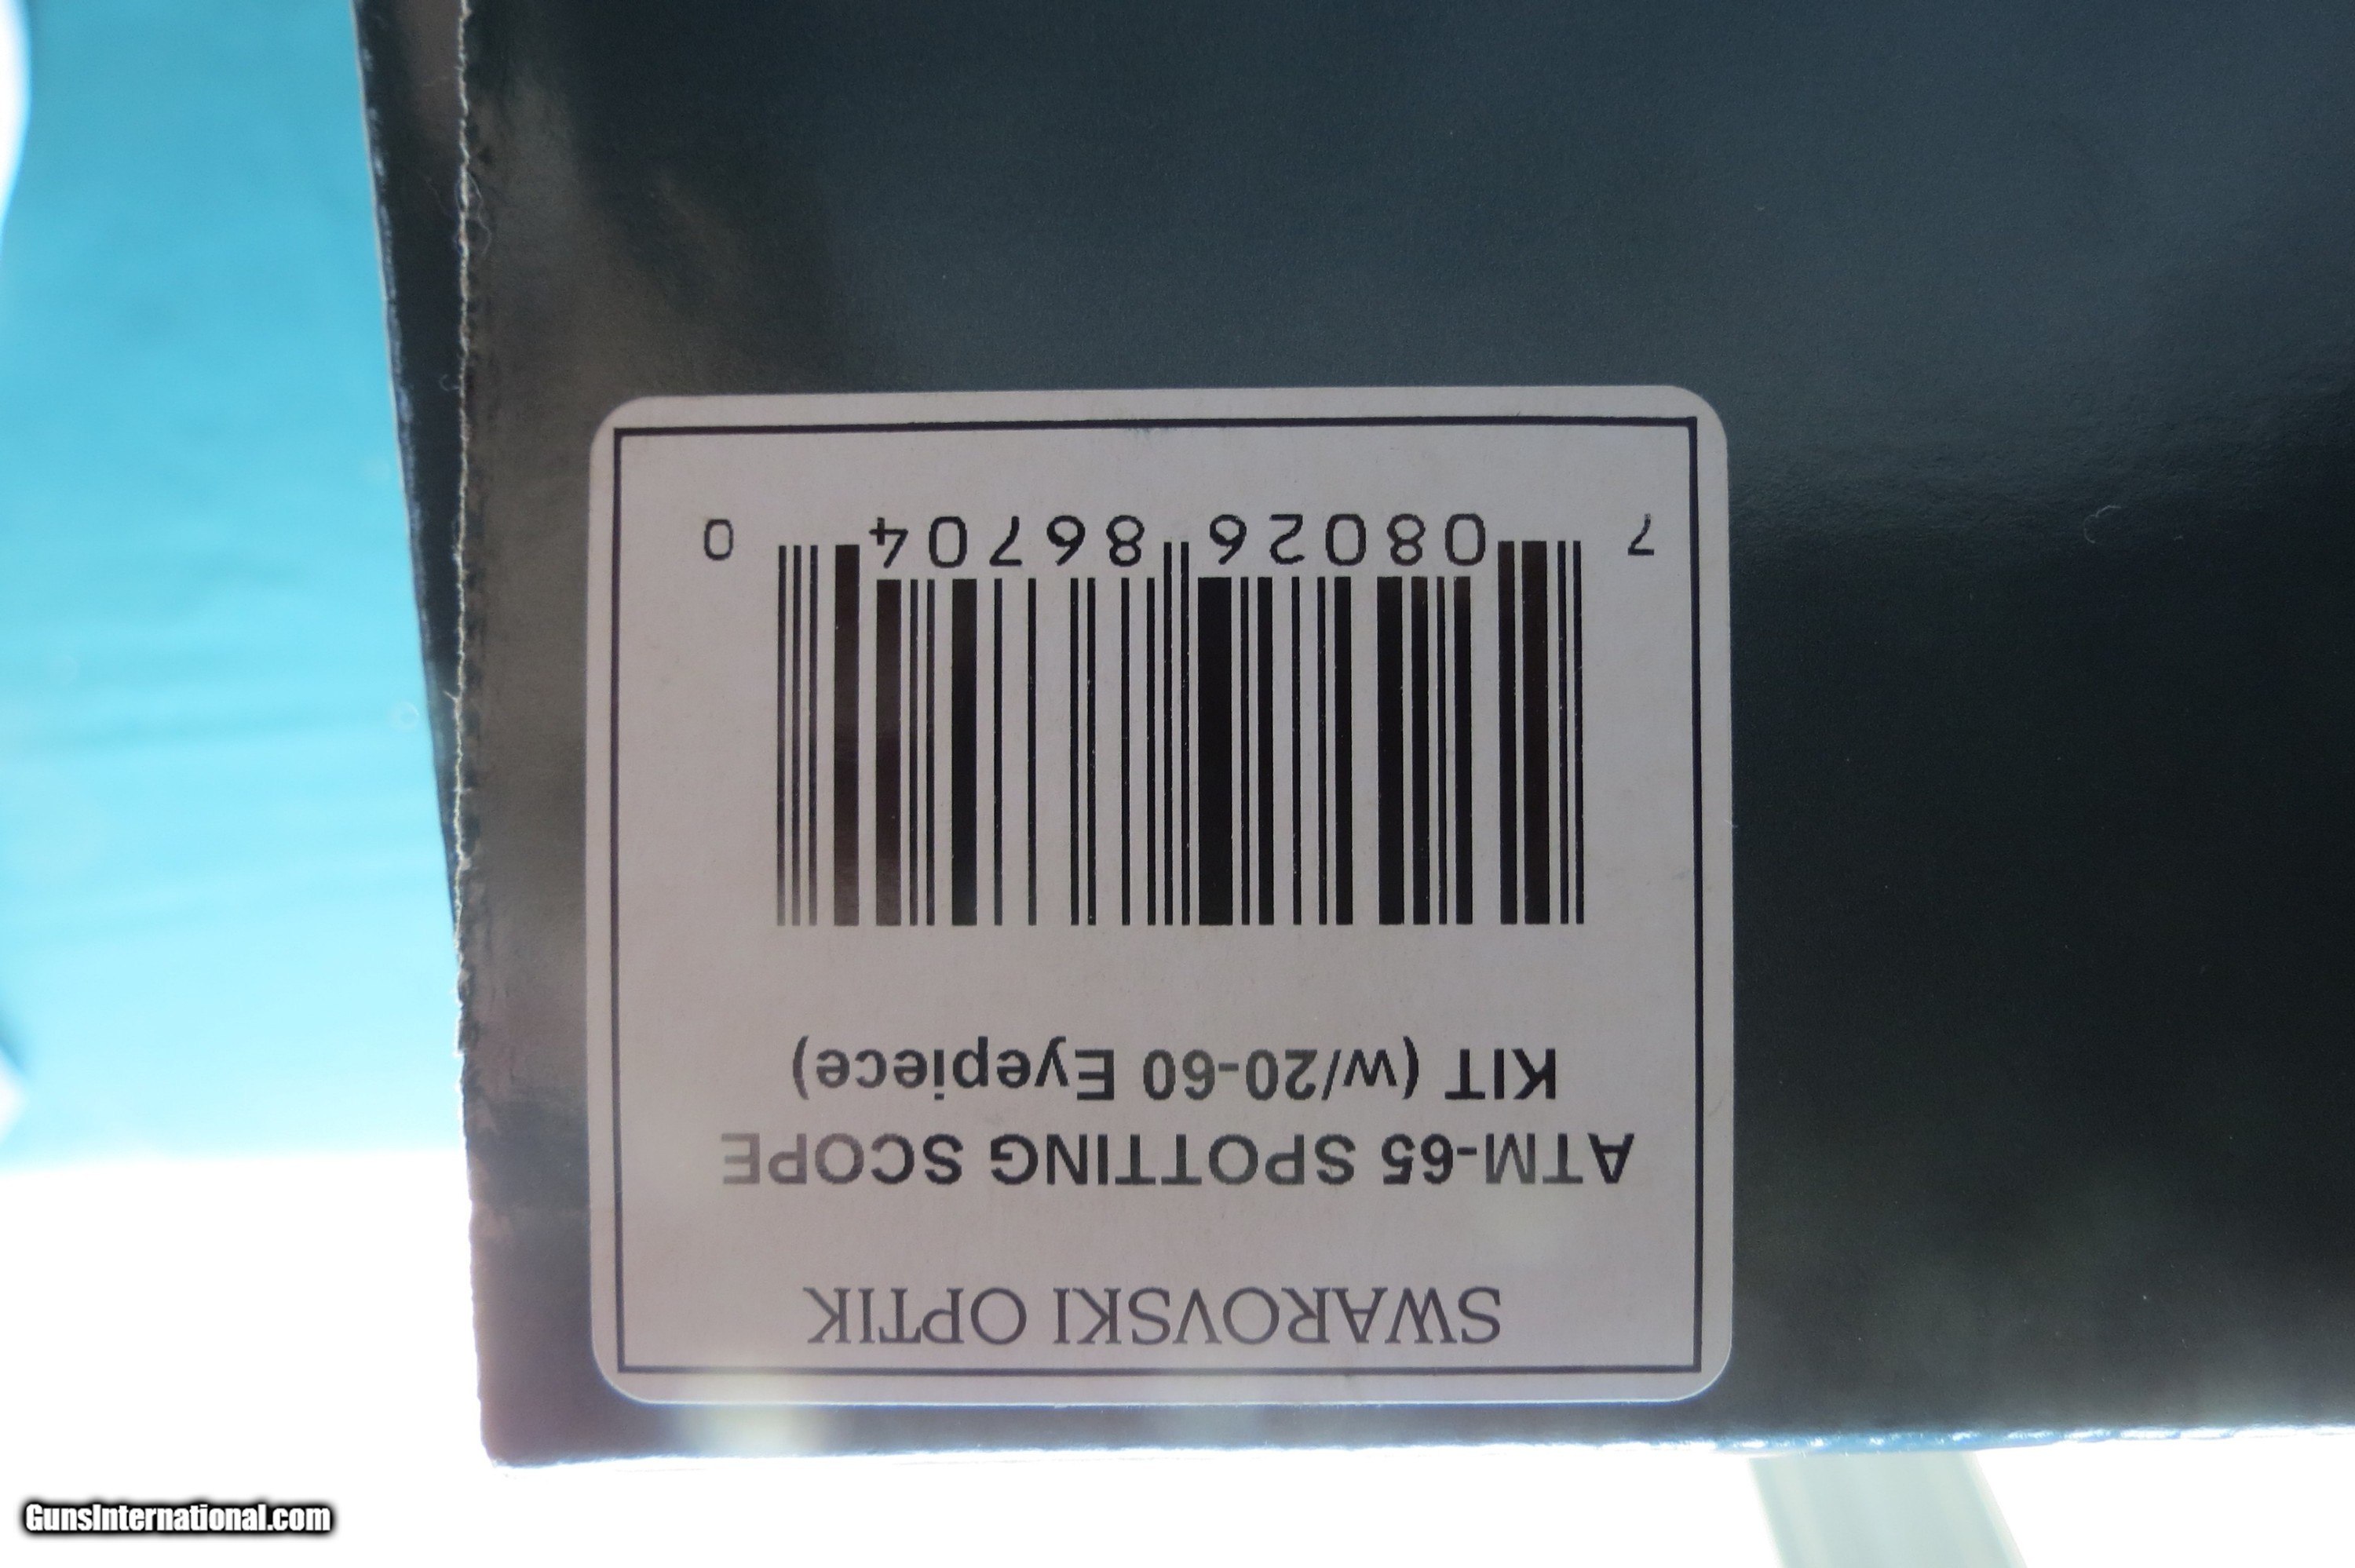 SWAROVSKI OPTIK
ATM-65 SPOTTING SCOPE
KIT (w/20-60 Eyepiece)
7 08026 86704 0
GunsInternational.com